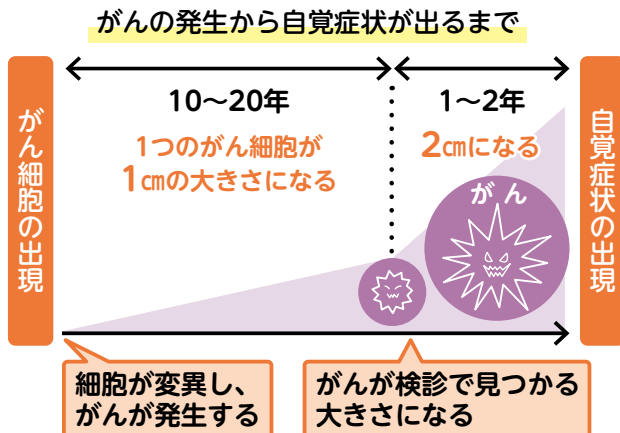 がんの発生から自覚症状が出るまで
がん細胞の出現
10〜20年
1つのがん細胞が
1㎝の大きさになる
1〜2年
2㎝になる
がん
自覚症状の出現
細胞が変異し、
がんが発生する
がんが検診で見つかる
大きさになる